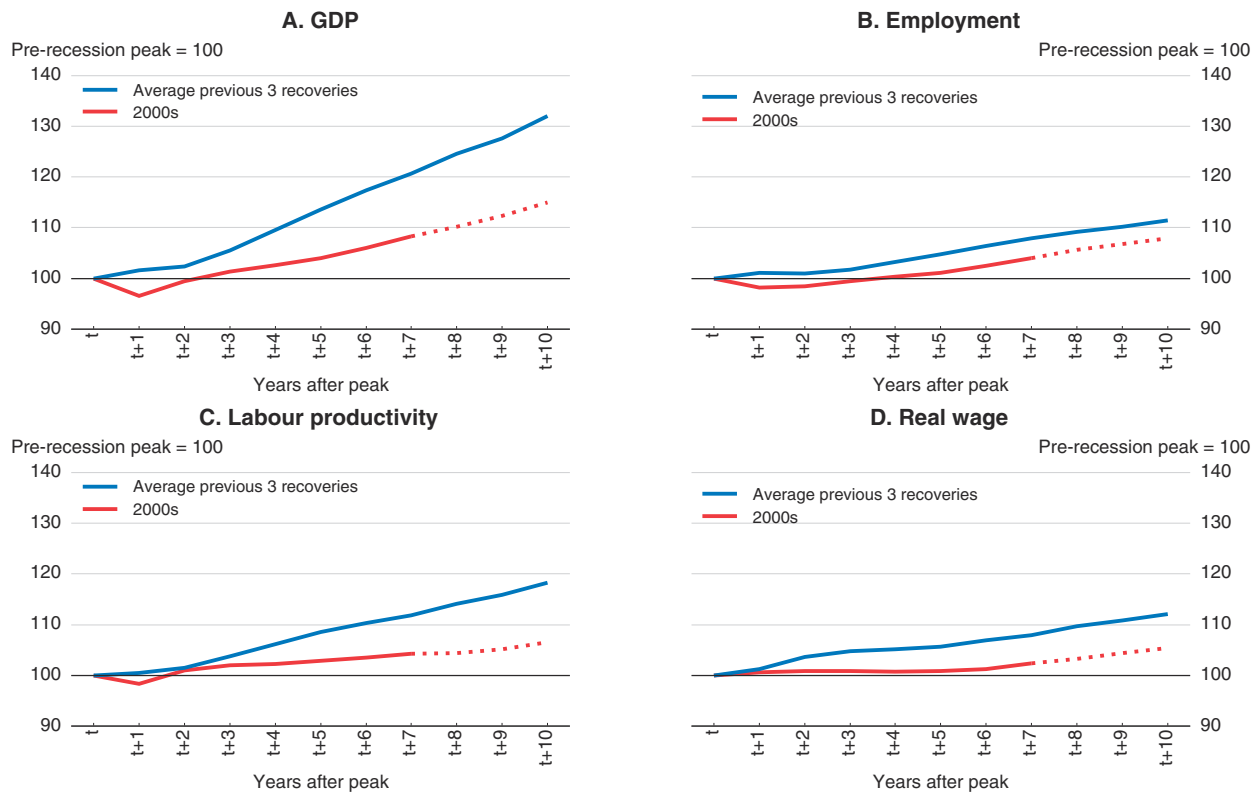 A. GDP
Pre-recession peak = 100
140
130
120
110
100
90
Average previous 3 recoveries
2000s
t
t+1
t+2
t+3
t+4
t+5
t+6
t+7
t+8
t+9
t+10
Years after peak
B. Employment
Pre-recession peak = 100
140
130
120
110
100
90
Average previous 3 recoveries
2000s
t
t+1
t+2
t+3
t+4
t+5
t+6
t+7
t+8
t+9
t+10
Years after peak
C. Labour productivity
Pre-recession peak = 100
140
130
120
110
100
90
Average previous 3 recoveries
2000s
t
t+1
t+2
t+3
t+4
t+5
t+6
t+7
t+8
t+9
t+10
Years after peak
D. Real wage
Pre-recession peak = 100
140
130
120
110
100
90
Average previous 3 recoveries
2000s
t
t+1
t+2
t+3
t+4
t+5
t+6
t+7
t+8
t+9
t+10
Years after peak